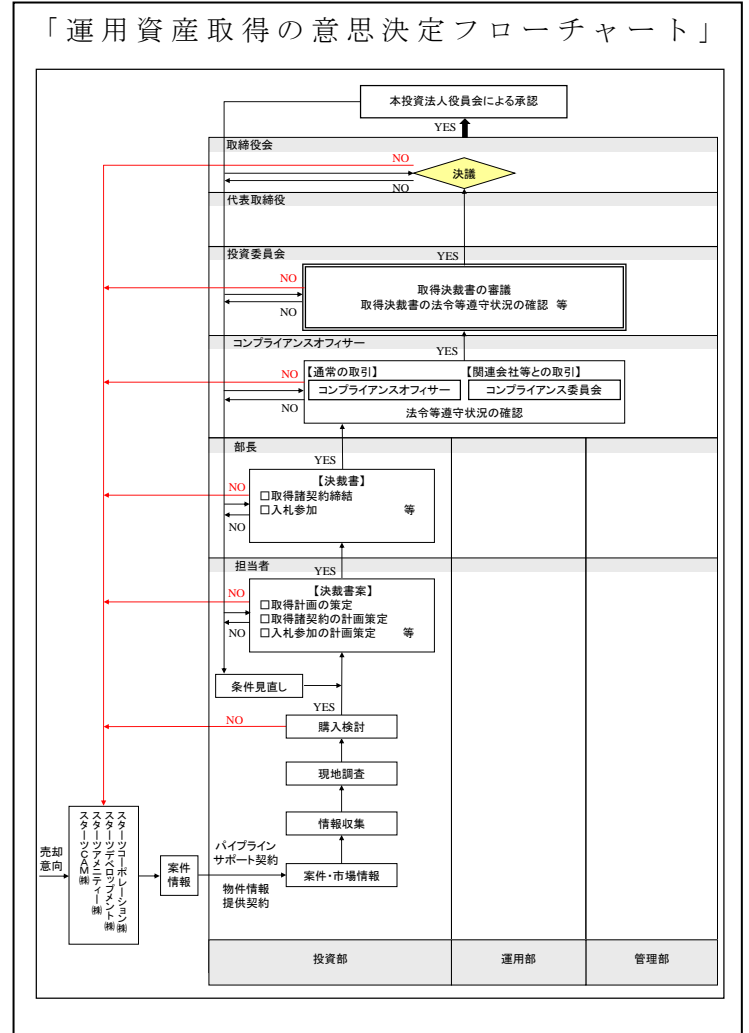 「運用資産取得の意思決定フローチャート」
本投資法人役員会による承認
YES
取締役会
NO
決議
NO
代表取締役
投資委員会
YES
NO
取得決裁書の審議
取得決裁書の法令等遵守状況の確認 等
NO
コンプライアンスオフィサー
YES
NO
【通常の取引】 【関連会社等との取引】
コンプライアンスオフィサー コンプライアンス委員会
NO
法令等遵守状況の確認
部長
YES
【決裁書】
NO
□取得諸契約締結
□入札参加 等
NO
担当者
YES
【決裁書案】
NO
□取得計画の策定
□取得諸契約の計画策定
NO
□入札参加の計画策定 等
条件見直し
YES
NO
購入検討
現地調査
情報収集
売却
意向
スターツコーポレーション㈱
スターツデベロップメント㈱
スターツアメニティー㈱
スターツCAM㈱
案件
情報
パイプライン
サポート契約
物件情報
提供契約
案件・市場情報
投資部 運用部 管理部